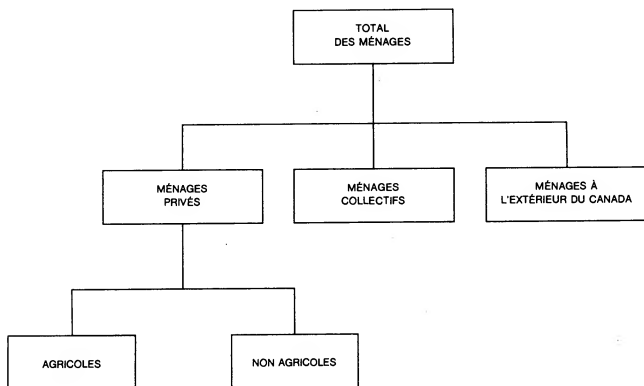 TOTAL
DES MÉNAGES
MÉNAGES
PRIVÉS
MÉNAGES
COLLECTIFS
MÉNAGES À
L'EXTÉRIEUR DU CANADA
AGRICOLES
NON AGRICOLES